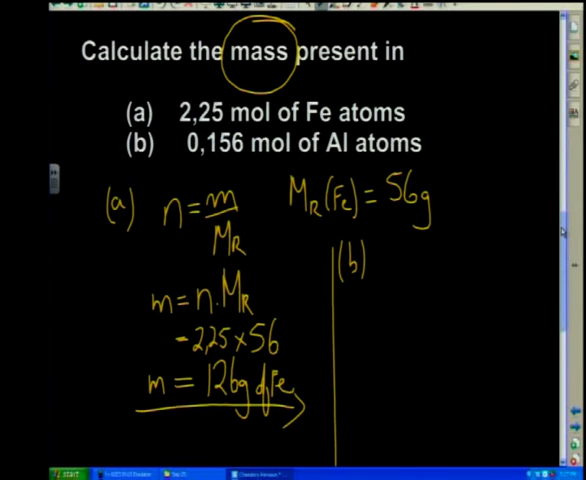 Calculate the mass present in
(a) 2,25 mol of Fe atoms
(b) 0,156 mol of Al atoms
(a) n = m/MR MR(Fe) = 56g
(b)
m = n.MR
= 2,25 × 56
m = 126g of Fe
START